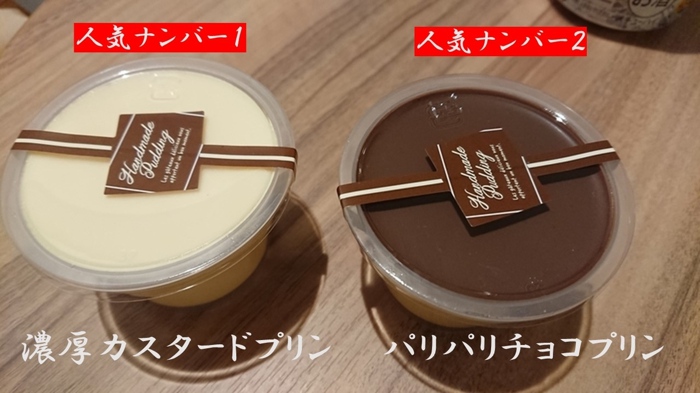 人気ナンバー1
人気ナンバー2
Handmade
Pudding
Handmade
Pudding
濃厚カスタードプリン
パリパリチョコプリン